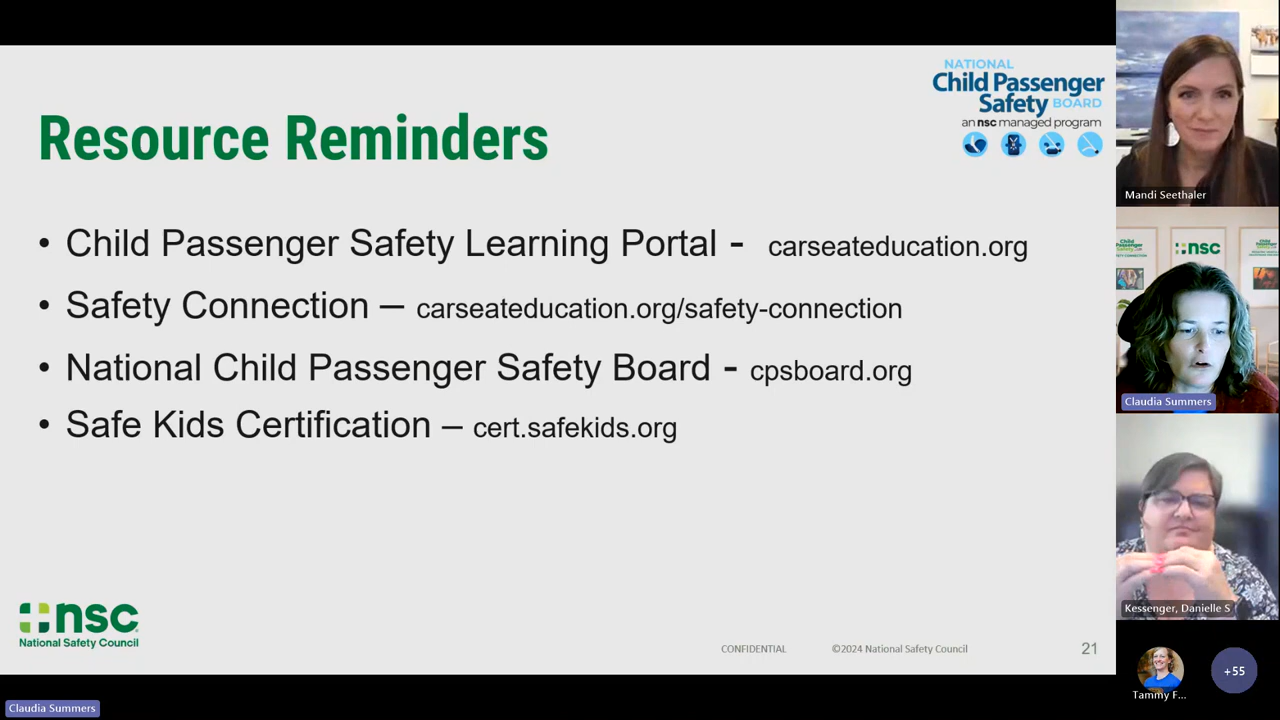 NATIONAL
Child Passenger
Safety BOARD
an nsc managed program
Resource Reminders
• Child Passenger Safety Learning Portal - carseateducation.org
• Safety Connection – carseateducation.org/safety-connection
• National Child Passenger Safety Board - cpsboard.org
• Safe Kids Certification – cert.safekids.org
nsc
National Safety Council
CONFIDENTIAL
©2024 National Safety Council
21
Claudia Summers
Mandi Seethaler
nsc
Claudia Summers
Kessenger, Danielle S
Tammy F...
+55